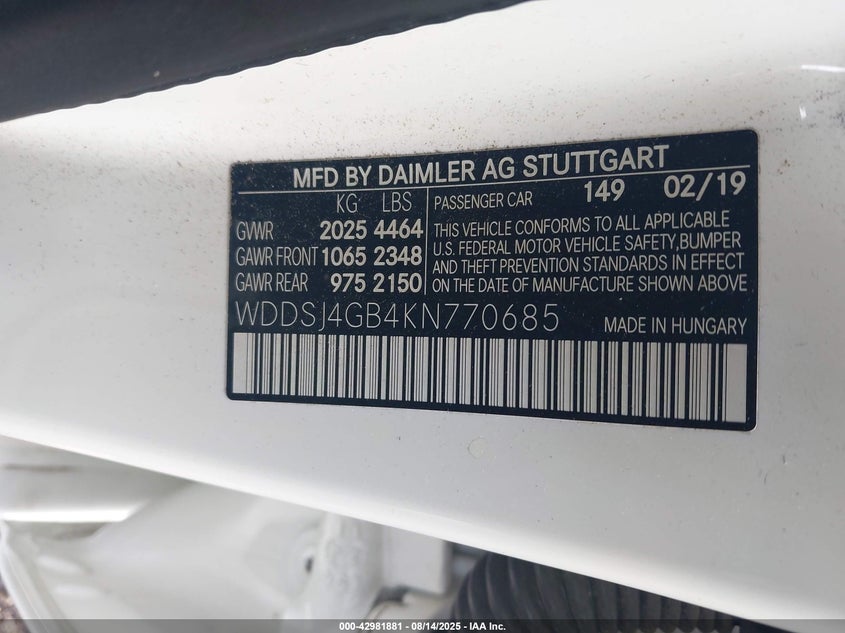 MFD BY DAIMLER AG STUTTGART
KG LBS
GVWR 2025 4464
GAWR FRONT 1065 2348
GAWR REAR 975 2150
PASSENGER CAR 149 02/19
THIS VEHICLE CONFORMS TO ALL APPLICABLE
U.S. FEDERAL MOTOR VEHICLE SAFETY,BUMPER
AND THEFT PREVENTION STANDARDS IN EFFECT
ON THE DATE OF MANUFACTURE SHOWN ABOVE
WDDSJ4GB4KN770685 MADE IN HUNGARY
000-42981881 - 08/14/2025 - IAA Inc.